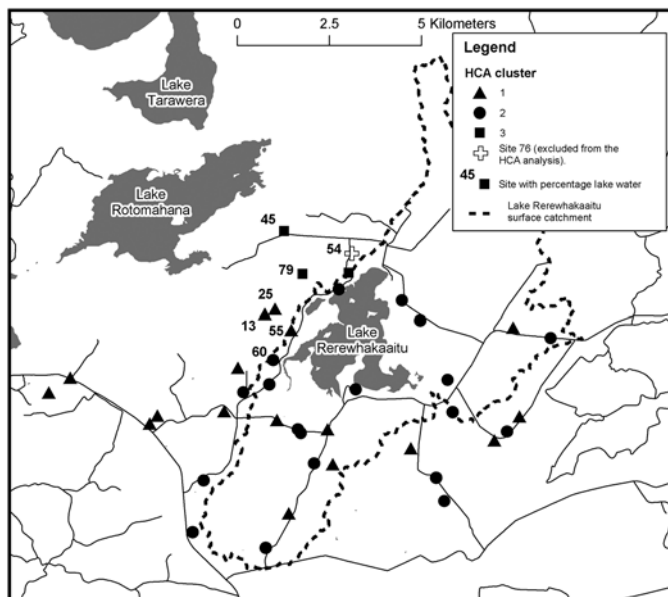 0 2.5 5 Kilometers
Legend
HCA cluster
1
2
3
Site 76 (excluded from the
HCA analysis).
45 Site with percentage lake water
Lake Rerewhakaaitu
surface catchment
Lake
Tarawera
Lake
Rotomahana
45
54
79
25
13
55
60
Lake
Rerewhakaaitu